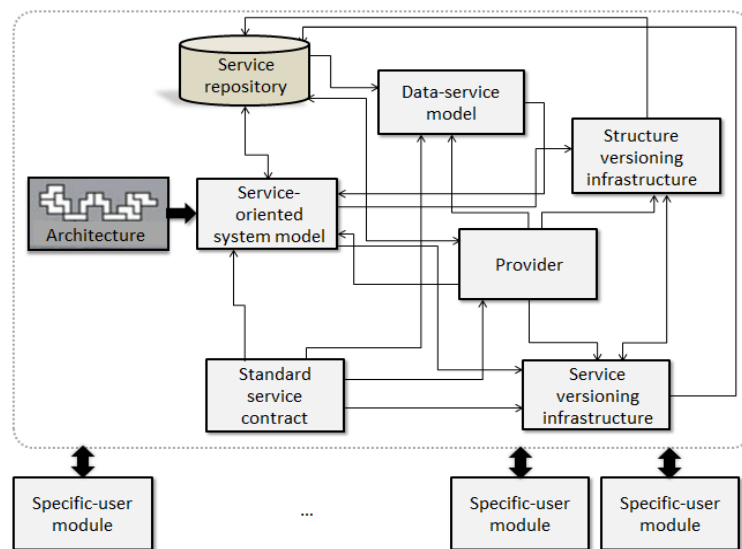 Service
repository
Data-service
model
Structure
versioning
infrastructure
Architecture
Service-
oriented
system model
Provider
Standard
service
contract
Service
versioning
infrastructure
Specific-user
module
...
Specific-user
module
Specific-user
module